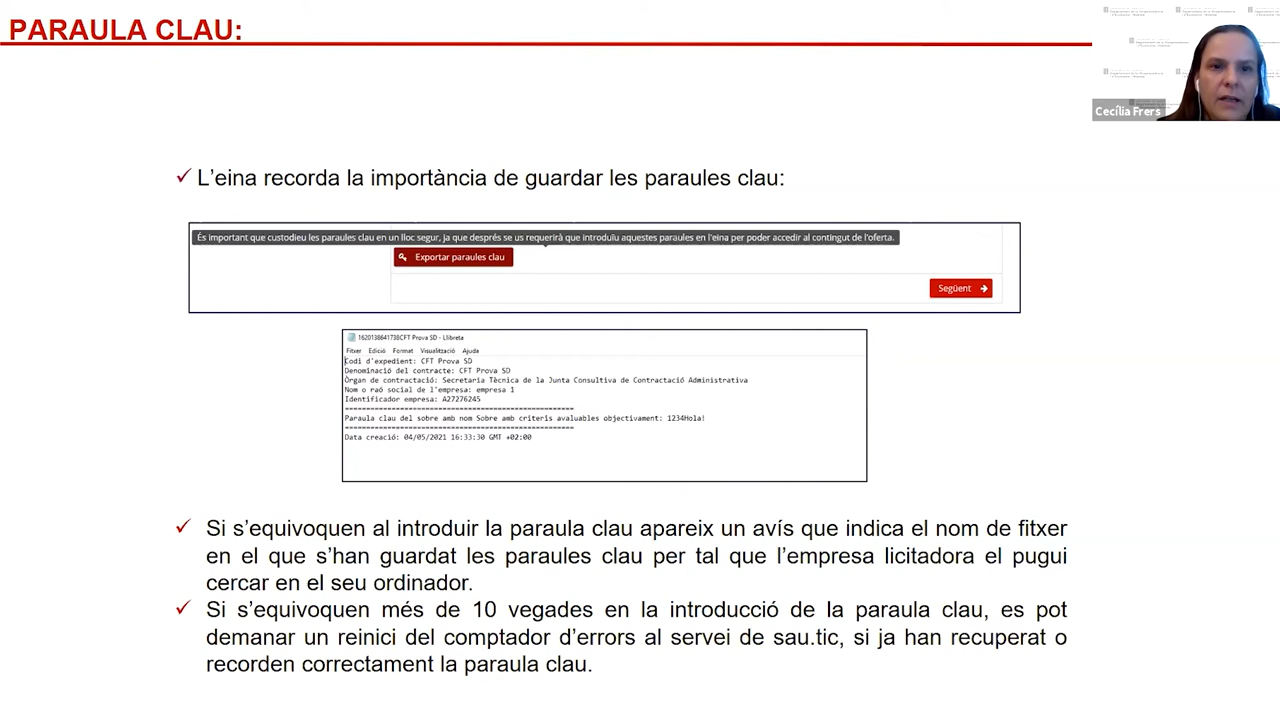 PARAULA CLAU:
Cecília Frers
L'eina recorda la importància de guardar les paraules clau:
És important que custodieu les paraules clau en un lloc segur, ja que després se us requerirà que introduïu aquestes paraules en l'eina per poder accedir al contingut de l'oferta.
Exportar paraules clau
Següent
1620138641738CFT Prova SD - Llibreta
Fitxer Edició Format Visualització Ajuda
Codi d'expedient: CFT Prova SD
Denominació del contracte: CFT Prova SD
Òrgan de contractació: Secretaria Tècnica de la Junta Consultiva de Contractació Administrativa
Nom o raó social de l'empresa: empresa 1
Identificador empresa: A27276245
Paraula clau del sobre amb nom Sobre amb criteris avaluables objectivament: 1234Hola!
Data creació: 04/05/2021 16:33:30 GMT +02:00
Si s'equivoquen al introduir la paraula clau apareix un avís que indica el nom de fitxer
en el que s'han guardat les paraules clau per tal que l'empresa licitadora el pugui
cercar en el seu ordinador.
Si s'equivoquen més de 10 vegades en la introducció de la paraula clau, es pot
demanar un reinici del comptador d'errors al servei de sau.tic, si ja han recuperat o
recorden correctament la paraula clau.